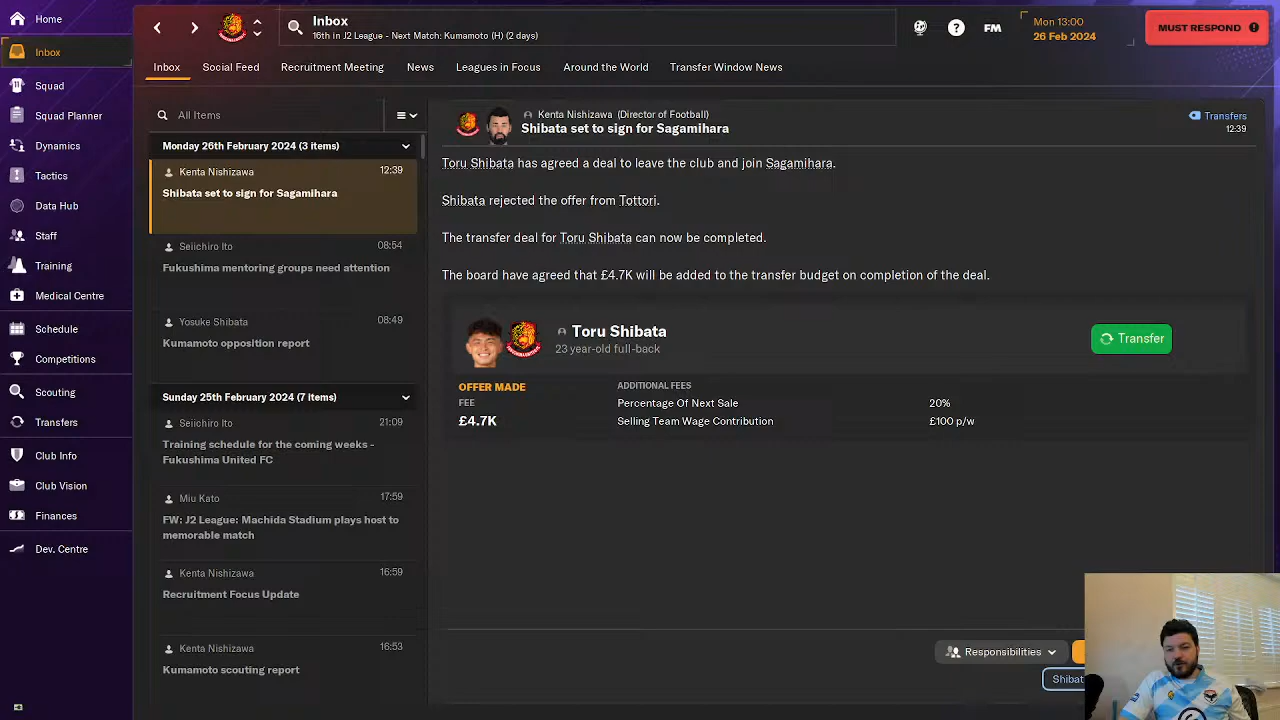 Home
Inbox
Squad
Squad Planner
Dynamics
Tactics
Data Hub
Staff
Training
Medical Centre
Schedule
Competitions
Scouting
Transfers
Club Info
Club Vision
Finances
Dev. Centre
Inbox
16th in J2 League - Next Match: Kumamoto (H) (2 days)
FM
Mon 13:00
26 Feb 2024
MUST RESPOND
Inbox
Social Feed
Recruitment Meeting
News
Leagues in Focus
Around the World
Transfer Window News
All Items
Monday 26th February 2024 (3 items)
Kenta Nishizawa 12:39
Shibata set to sign for Sagamihara
Seiichiro Ito 08:54
Fukushima mentoring groups need attention
Yosuke Shibata 08:49
Kumamoto opposition report
Sunday 25th February 2024 (7 items)
Seiichiro Ito 21:09
Training schedule for the coming weeks -
Fukushima United FC
Miu Kato 17:59
FW: J2 League: Machida Stadium plays host to
memorable match
Kenta Nishizawa 16:59
Recruitment Focus Update
Kenta Nishizawa 16:53
Kumamoto scouting report
Kenta Nishizawa (Director of Football)
Shibata set to sign for Sagamihara
Transfers
12:39
Toru Shibata has agreed a deal to leave the club and join Sagamihara.
Shibata rejected the offer from Tottori.
The transfer deal for Toru Shibata can now be completed.
The board have agreed that £4.7K will be added to the transfer budget on completion of the deal.
Toru Shibata
23 year-old full-back
Transfer
OFFER MADE
FEE
£4.7K
ADDITIONAL FEES
Percentage Of Next Sale 20%
Selling Team Wage Contribution £100 p/w
Responsibilities